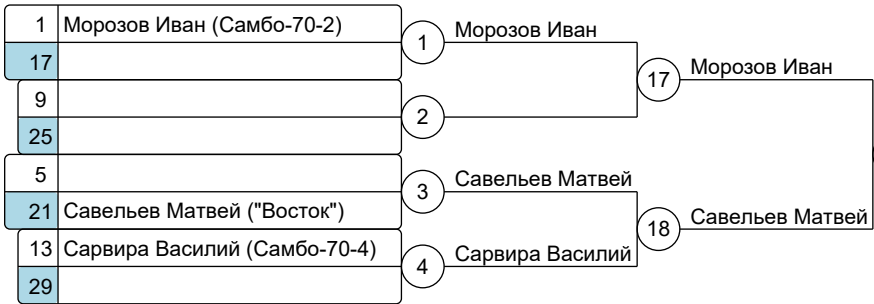 1 Морозов Иван (Самбо-70-2)
17
1
Морозов Иван
9
25
2
17
Морозов Иван
5
21 Савельев Матвей ("Восток")
3
Савельев Матвей
13 Сарвира Василий (Самбо-70-4)
29
4
Сарвира Василий
18
Савельев Матвей